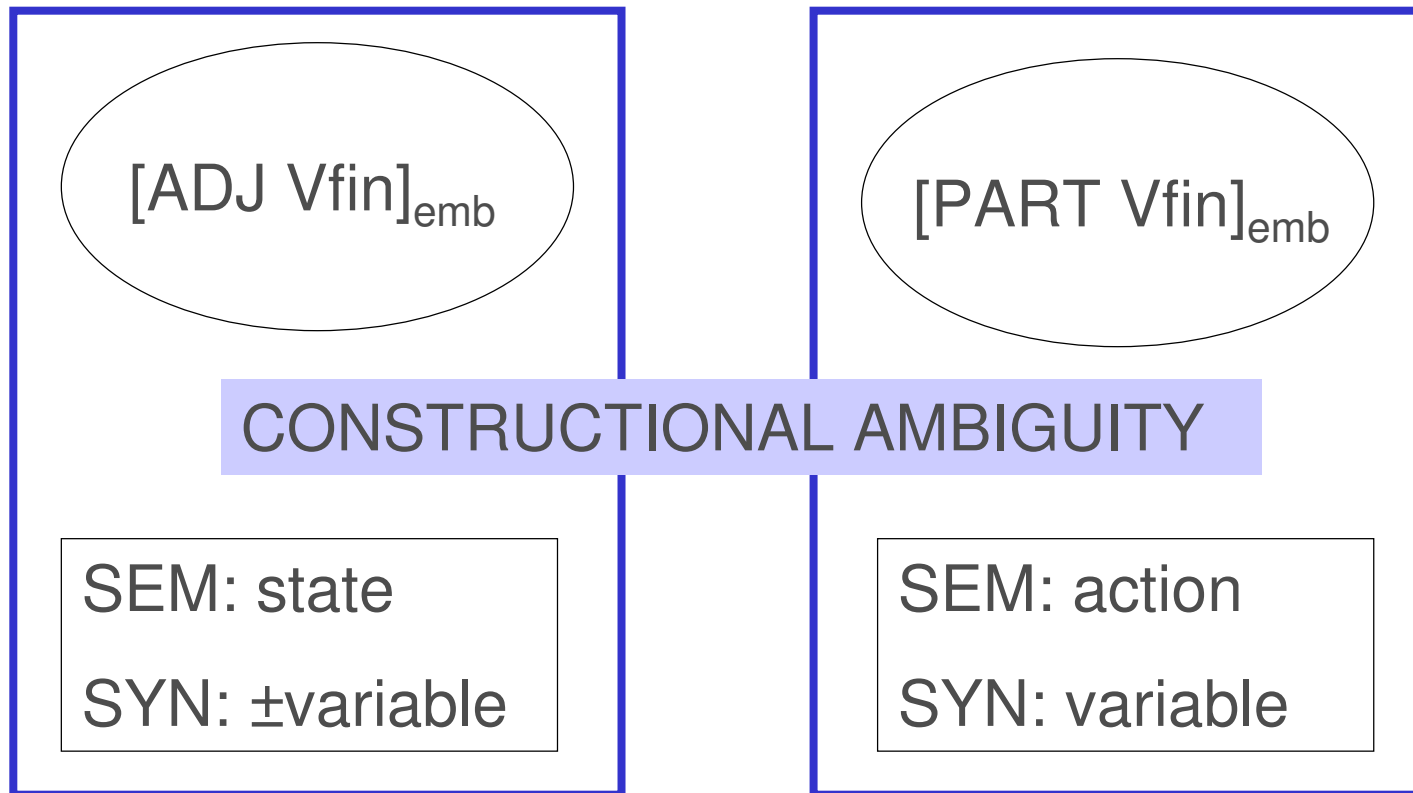 [ADJ Vfin]emb
[PART Vfin]emb
CONSTRUCTIONAL AMBIGUITY
SEM: state
SYN: ±variable
SEM: action
SYN: variable